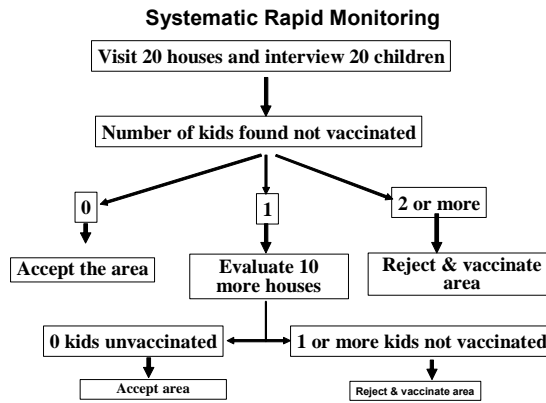 Systematic Rapid Monitoring
Visit 20 houses and interview 20 children
Number of kids found not vaccinated
0
1
2 or more
Accept the area
Evaluate 10
more houses
Reject & vaccinate
area
0 kids unvaccinated
1 or more kids not vaccinated
Accept area
Reject & vaccinate area